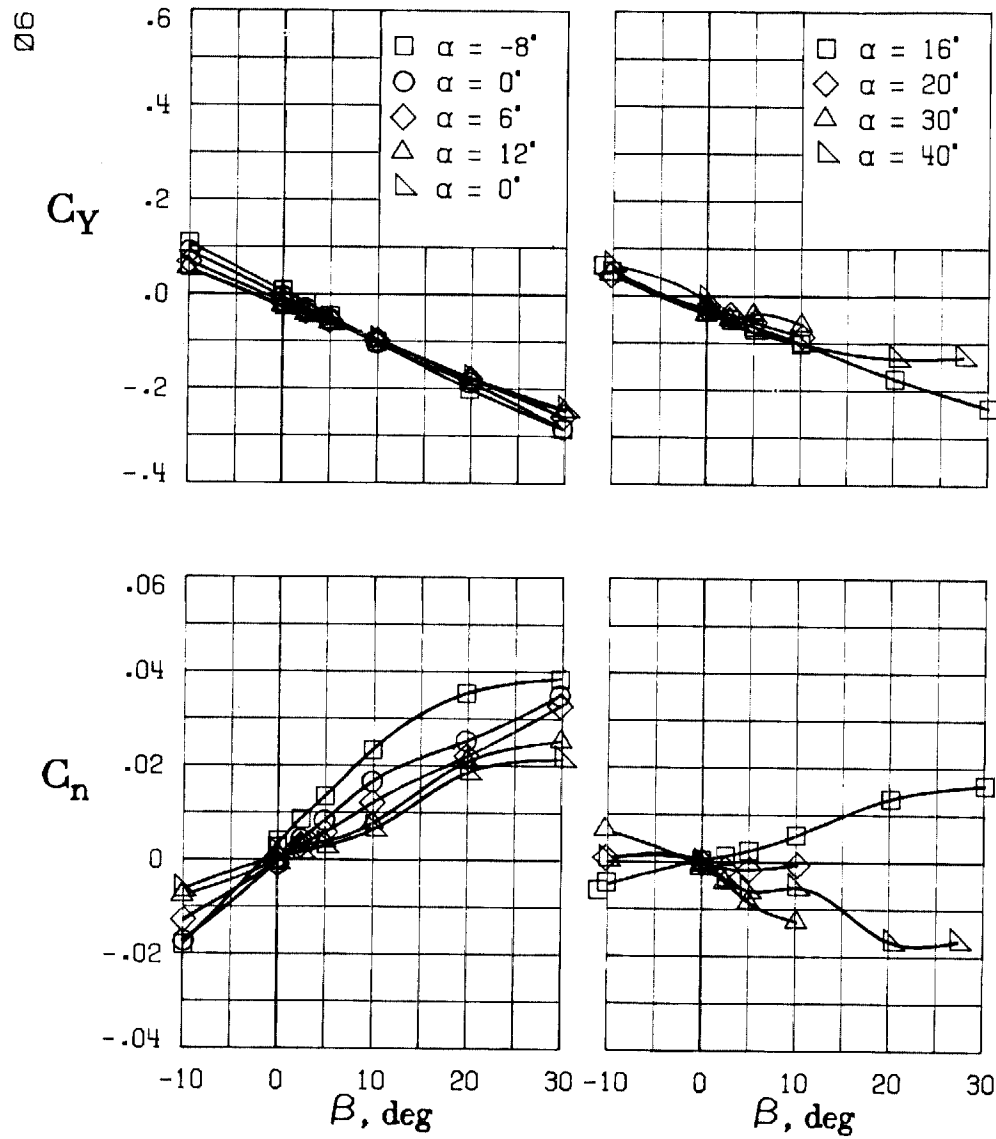 90
.6
.4
.2
.0
-.2
-.4
C_Y
α = -8°
α = 0°
α = 6°
α = 12°
α = 0°
α = 16°
α = 20°
α = 30°
α = 40°
.06
.04
.02
0
-.02
-.04
C_n
-10 0 10 20 30
β, deg
-10 0 10 20 30
β, deg